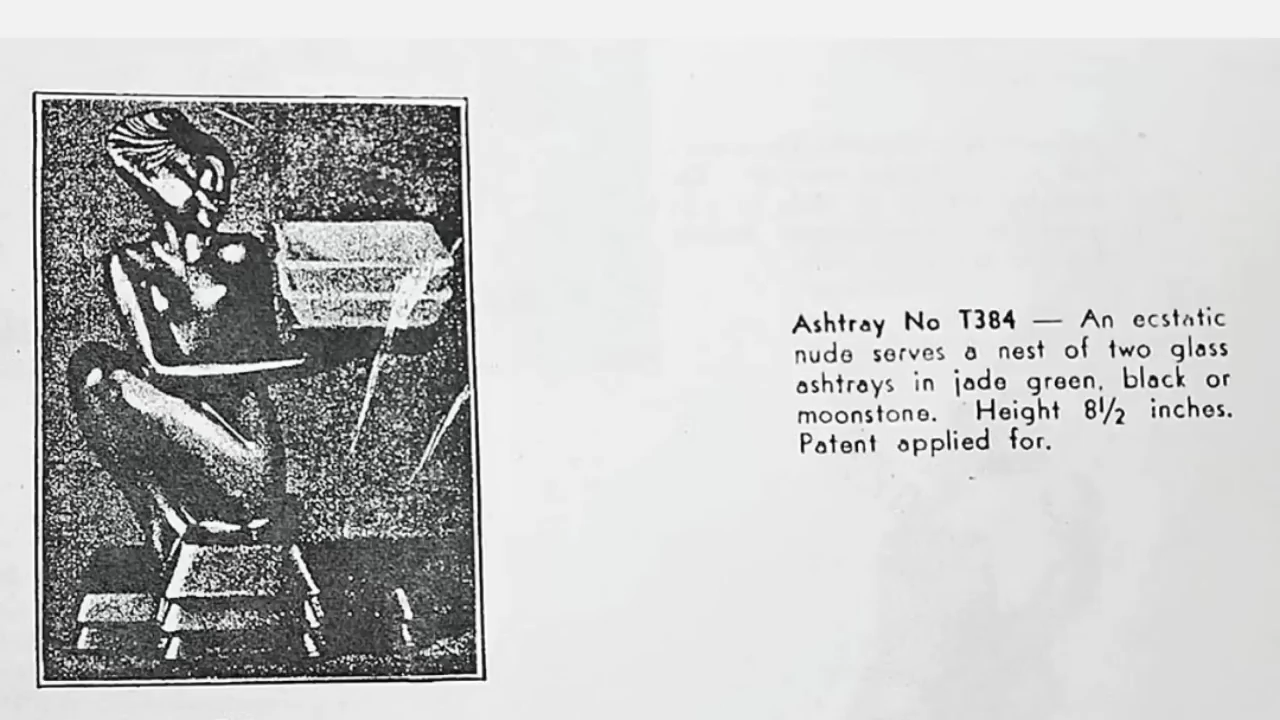 Ashtray No T384 — An ecstatic
nude serves a nest of two glass
ashtrays in jade green, black or
moonstone. Height 8½ inches.
Patent applied for.